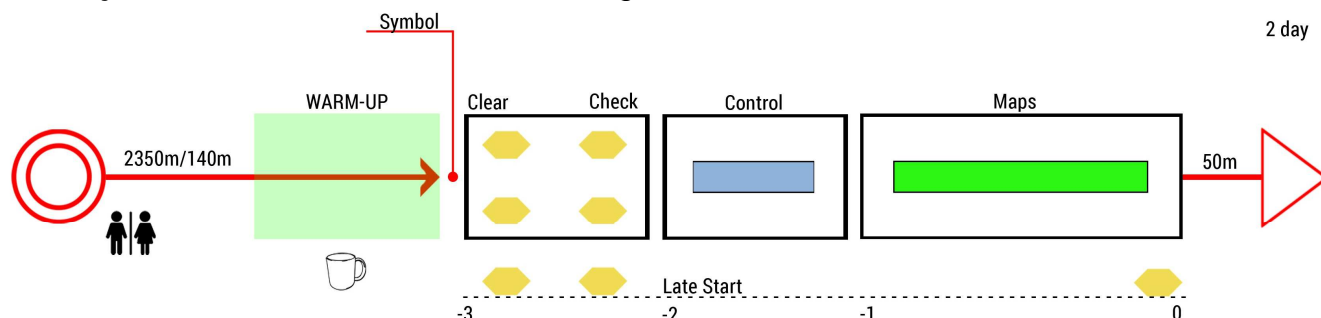 Symbol
2 day
WARM-UP
Clear
Check
Control
Maps
2350m/140m
50m
Late Start
-3
-2
-1
0